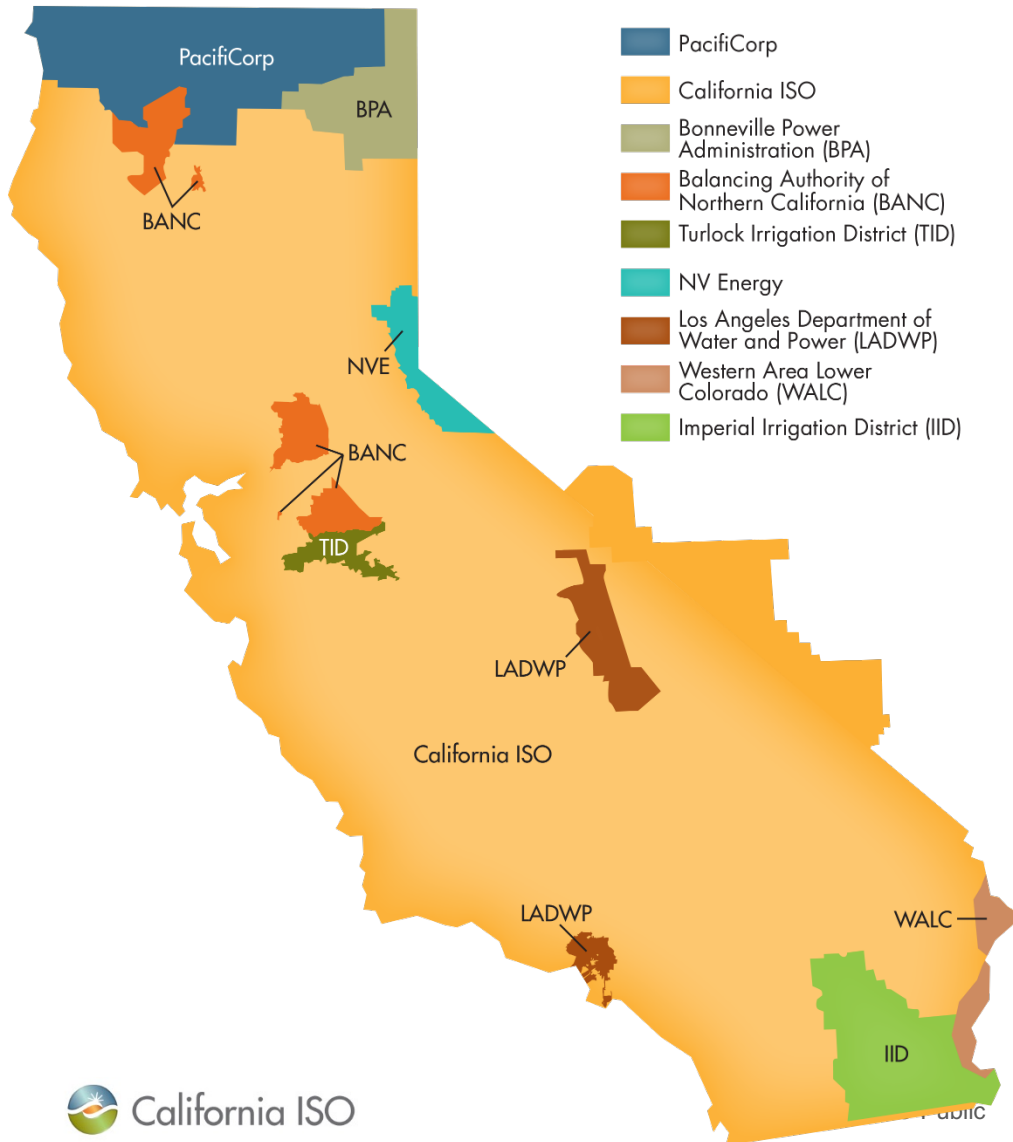 PacifiCorp
BPA
BANC
NVE
BANC
TID
LADWP
California ISO
LADWP
WALC
IID
PacifiCorp
California ISO
Bonneville Power
Administration (BPA)
Balancing Authority of
Northern California (BANC)
Turlock Irrigation District (TID)
NV Energy
Los Angeles Department of
Water and Power (LADWP)
Western Area Lower
Colorado (WALC)
Imperial Irrigation District (IID)
California ISO
Public